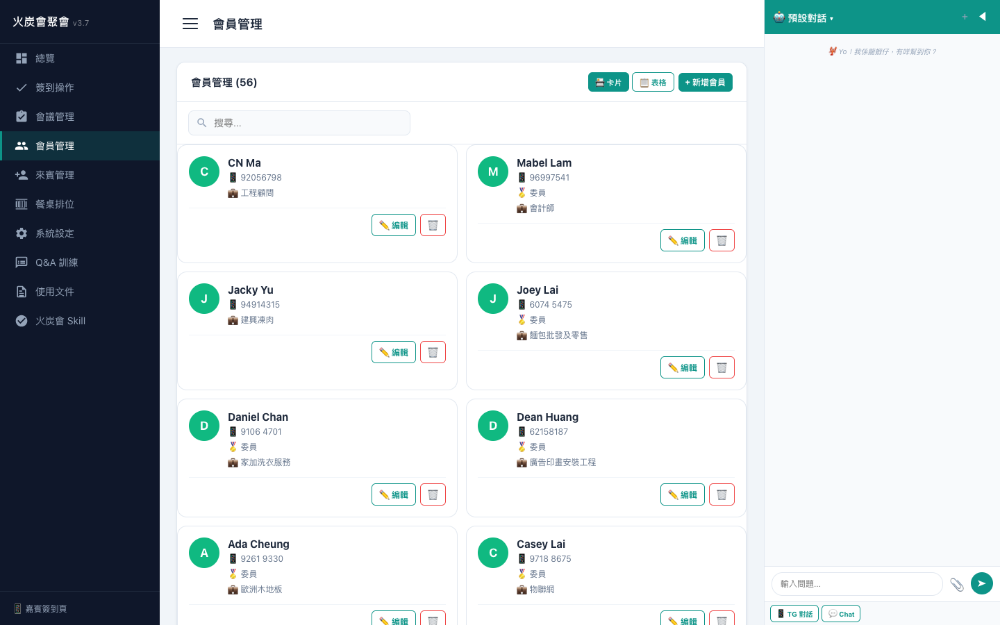 火炭會聚會 v3.7
總覽
簽到操作
會議管理
會員管理
來賓管理
餐桌排位
系統設定
Q&A 訓練
使用文件
火炭會 Skill
嘉賓簽到頁
會員管理
會員管理 (56)
卡片
表格
+ 新增會員
搜尋...
C
CN Ma
92056798
工程顧問
編輯
M
Mabel Lam
96997541
委員
會計師
編輯
J
Jacky Yu
94914315
建興凍肉
編輯
J
Joey Lai
6074 5475
委員
麵包批發及零售
編輯
D
Daniel Chan
9106 4701
委員
家加洗衣服務
編輯
D
Dean Huang
62158187
委員
廣告印畫安裝工程
編輯
A
Ada Cheung
9261 9330
委員
歐洲木地板
編輯
C
Casey Lai
9718 8675
委員
物聯網
編輯
預設對話
+
Yo！我係龍蝦仔，有咩幫到你？
輸入問題...
TG 對話
Chat